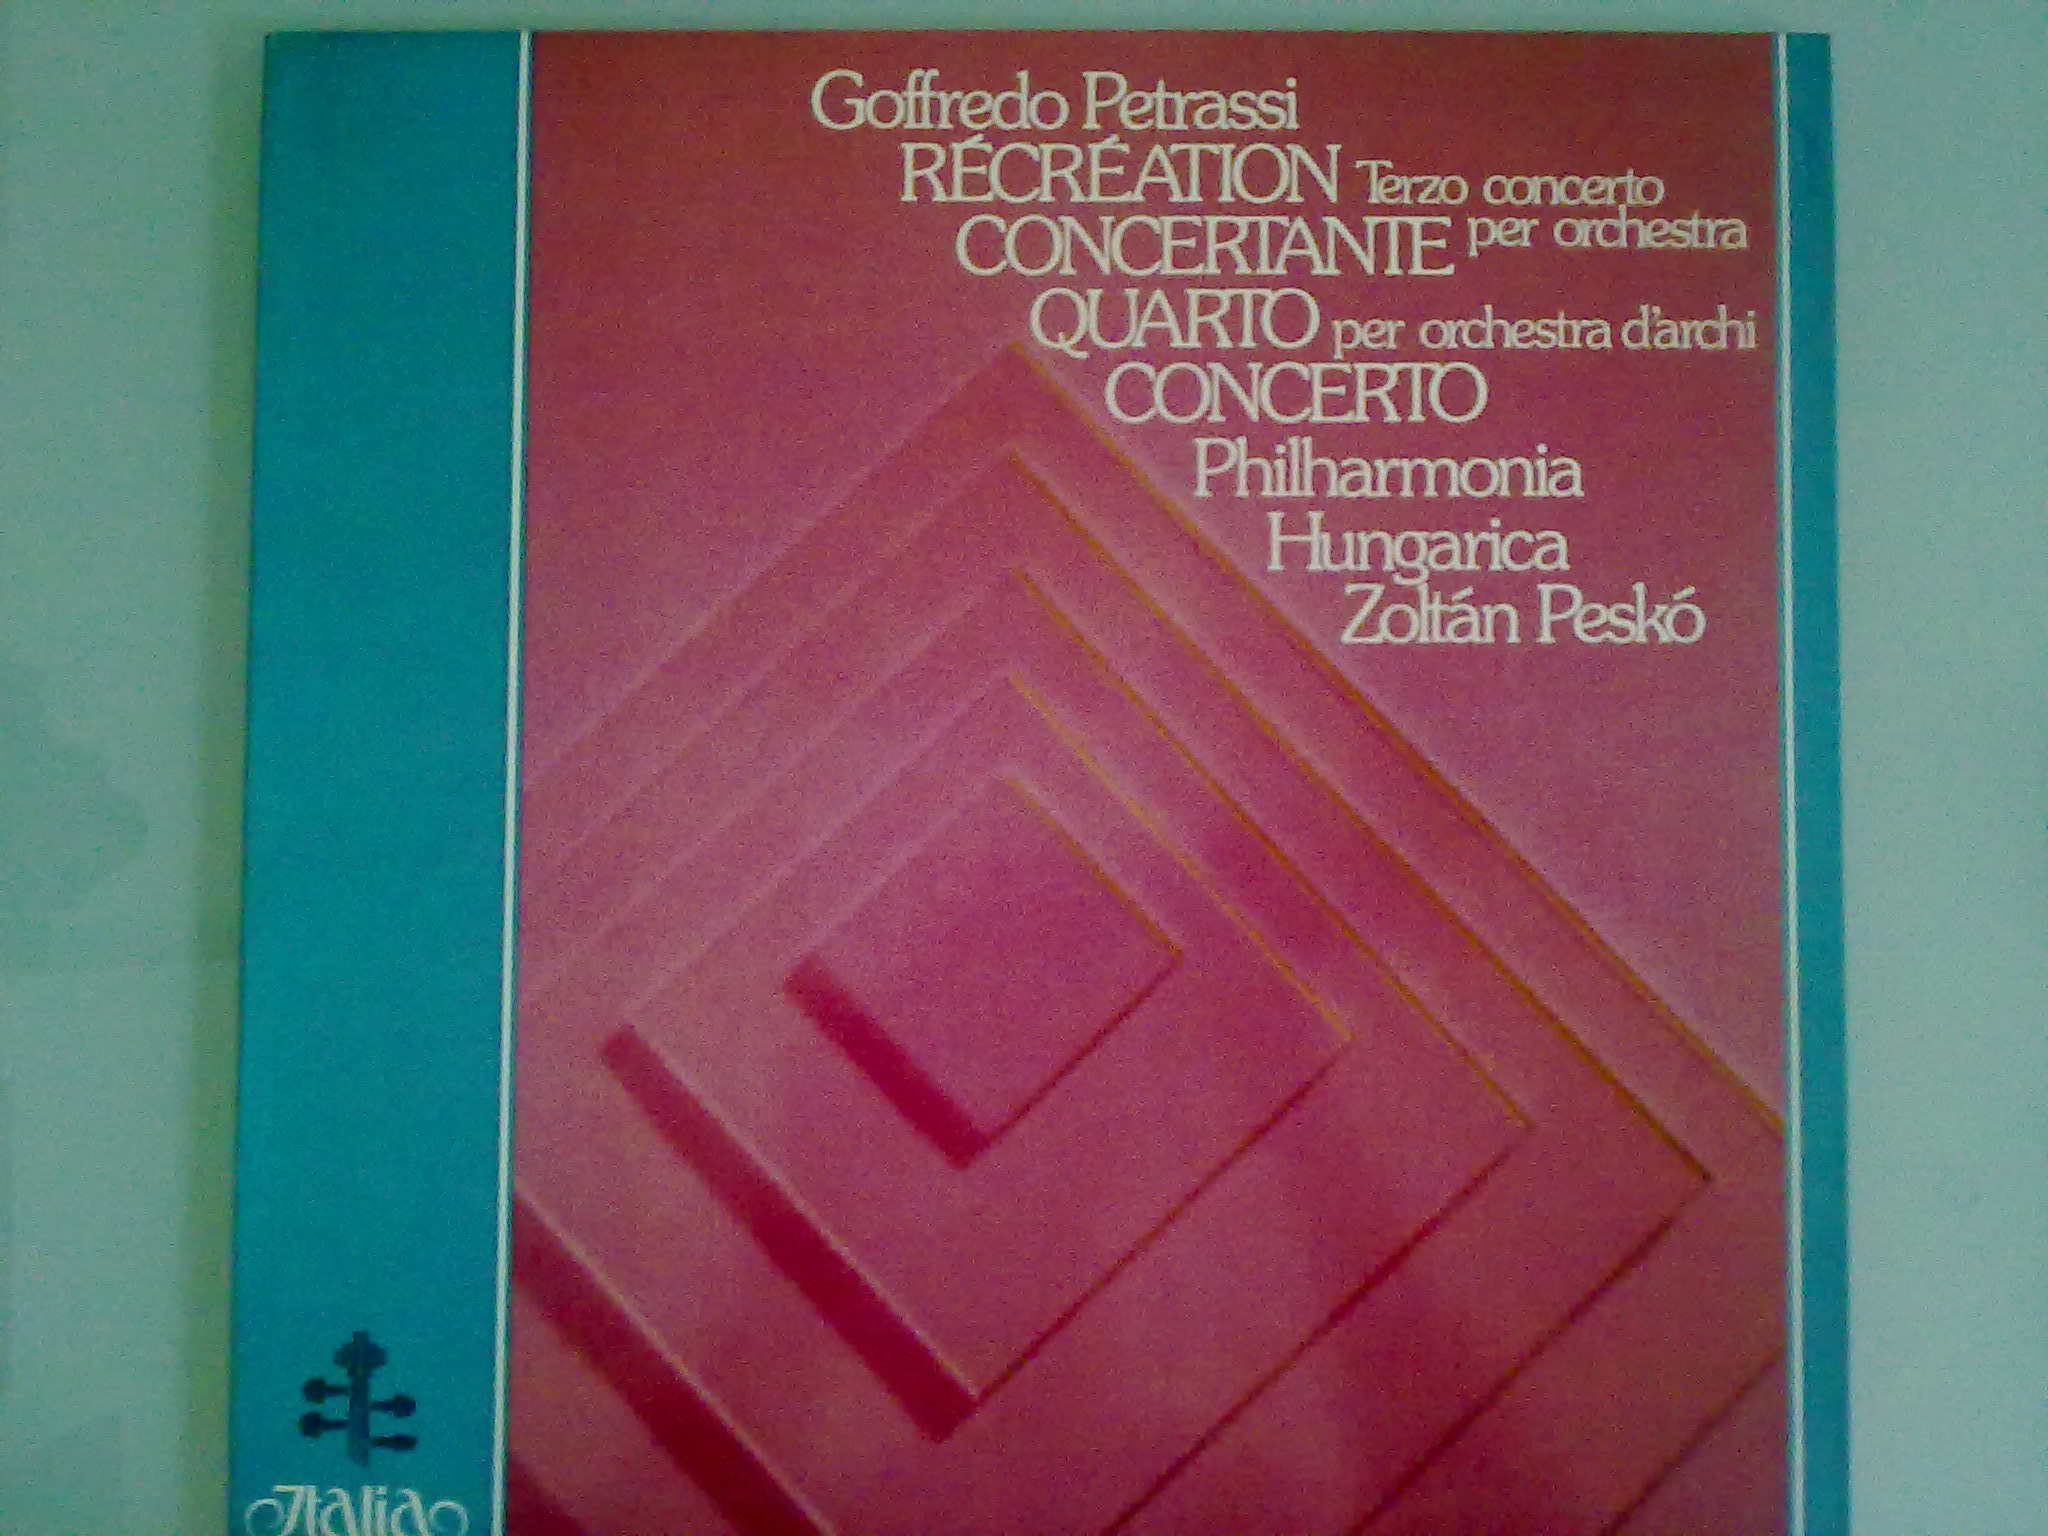 Goffredo Petrassi
RÉCRÉATION Terzo concerto
CONCERTANTE per orchestra
QUARTO per orchestra d'archi
CONCERTO
Philharmonia
Hungarica
Zoltán Peskó
Italia